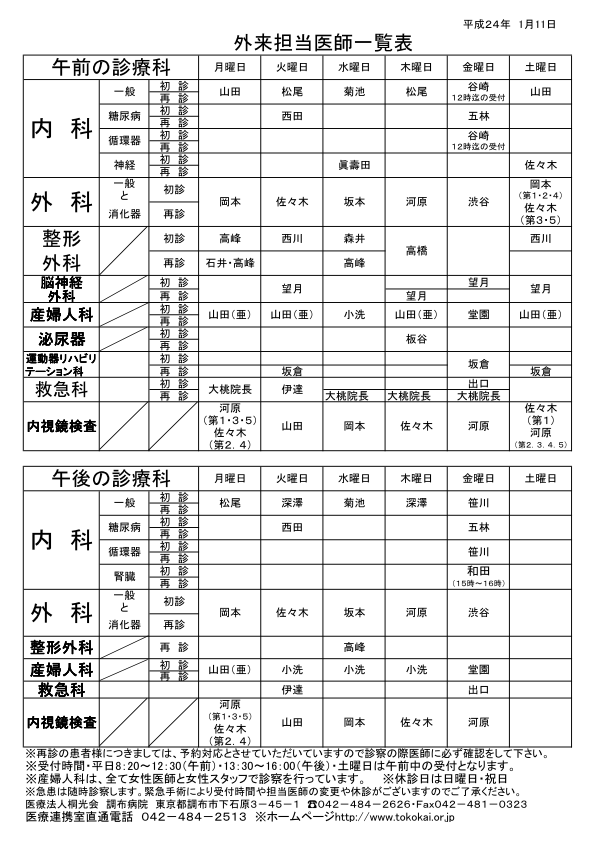 平成24年 1月11日
外来担当医師一覧表
午前の診療科 月曜日 火曜日 水曜日 木曜日 金曜日 土曜日
内 科 一般 初 診 再 診 山田 松尾 菊池 松尾 谷崎 12時迄の受付 山田
糖尿病 初 診 再 診 西田 五林
循環器 初 診 再 診 谷崎 12時迄の受付
神経 初 診 再 診 眞壽田 佐々木
外 科 一般と消化器 初診 再診 岡本 佐々木 坂本 河原 渋谷 岡本 (第1・2・4) 佐々木 (第3・5)
整形外科 初診 高峰 西川 森井 高橋 西川
再診 石井・高峰 高峰
脳神経外科 初 診 望月 望月 望月
再 診 望月
産婦人科 初 診 再 診 山田(亜) 山田(亜) 小洗 山田(亜) 堂園 山田(亜)
泌尿器 初 診 再 診 板谷
運動器リハビリテーション科 初 診 坂倉
再 診 坂倉 坂倉
救急科 初 診 大桃院長 伊達 出口
再 診 大桃院長 大桃院長 大桃院長
内視鏡検査 河原 (第1・3・5) 佐々木 (第2.4) 山田 岡本 佐々木 河原 佐々木 (第1) 河原 (第2.3.4.5)
午後の診療科 月曜日 火曜日 水曜日 木曜日 金曜日 土曜日
内 科 一般 初 診 再 診 松尾 深澤 菊池 深澤 笹川
糖尿病 初 診 再 診 西田 五林
循環器 初 診 再 診 笹川
腎臓 初 診 再 診 和田 (15時~16時)
外 科 一般と消化器 初診 再診 岡本 佐々木 坂本 河原 渋谷
整形外科 再 診 高峰
産婦人科 初 診 再 診 山田(亜) 小洗 小洗 小洗 堂園
救急科 伊達 出口
内視鏡検査 河原 (第1・3・5) 佐々木 (第2.4) 山田 岡本 佐々木 河原
※再診の患者様につきましては、予約対応とさせていただいていますので診察の際医師に必ず確認をして下さい。
※受付時間・平日8:20~12:30(午前)・13:30~16:00(午後)・土曜日は午前中の受付となります。
※産婦人科は、全て女性医師と女性スタッフで診察を行っています。 ※休診日は日曜日・祝日
※急患は随時診察します。緊急手術により受付時間や担当医師の変更や休診がございますのでご了承ください。
医療法人桐光会 調布病院 東京都調布市下石原3-45-1 ☎042-484-2626・Fax042-481-0323
医療連携室直通電話 042-484-2513 ※ホームページhttp://www.tokokai.or.jp